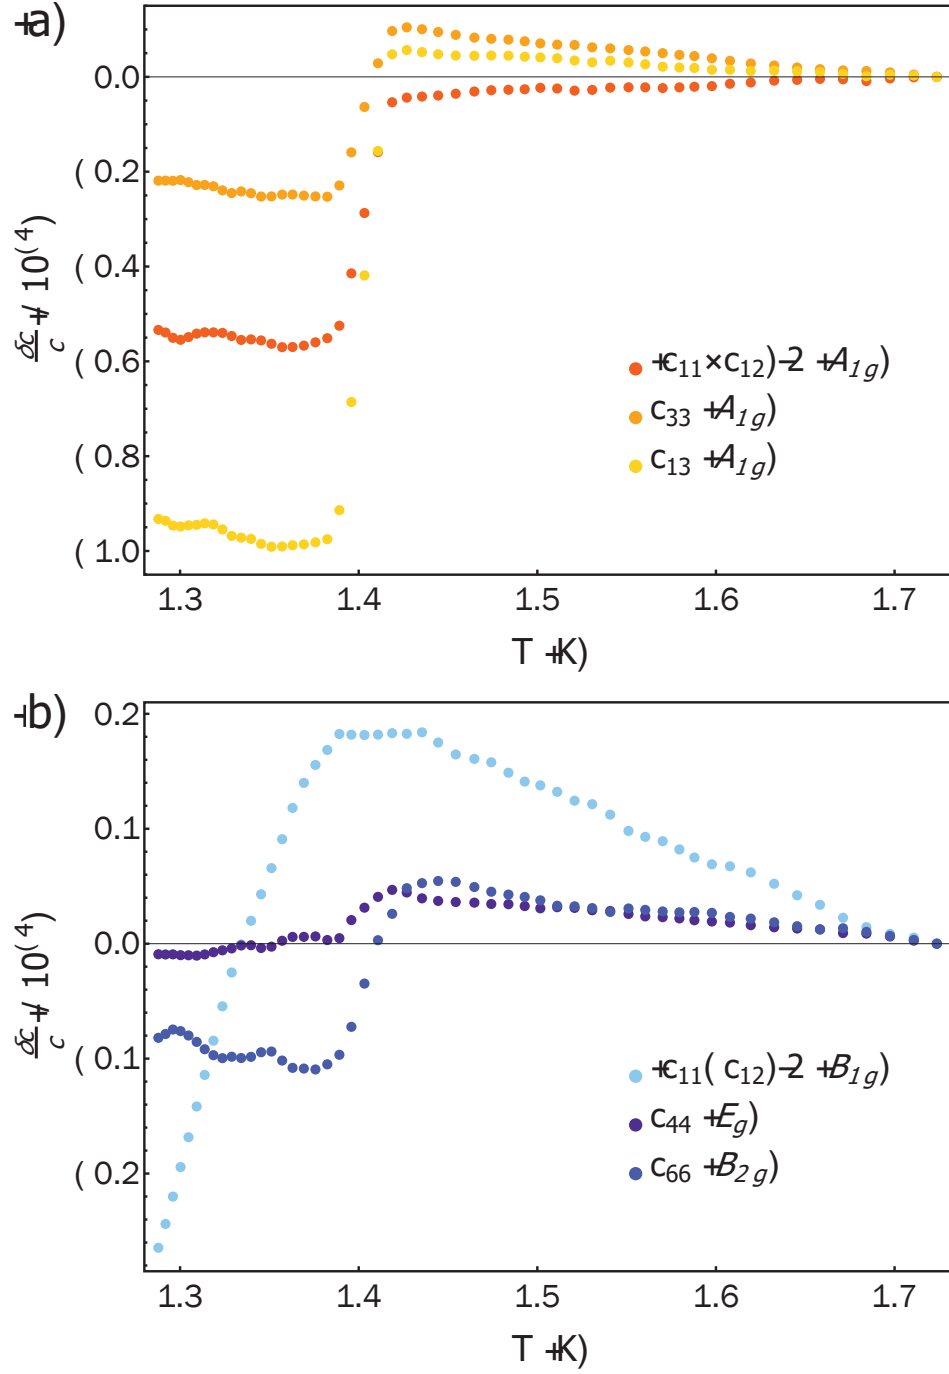 +a)
0.0
( 0.2
( 0.4
( 0.6
( 0.8
( 1.0
δc/c +/ 10(4)
+c11×c12)−2 +A1g)
c33 +A1g)
c13 +A1g)
1.3 1.4 1.5 1.6 1.7
T +K)
+b)
0.2
0.1
0.0
( 0.1
( 0.2
δc/c +/ 10(4)
+c11( c12)−2 +B1g)
c44 +Eg)
c66 +B2g)
1.3 1.4 1.5 1.6 1.7
T +K)